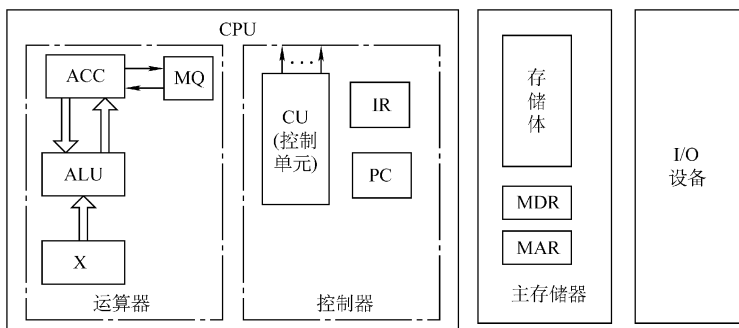 CPU
ACC
MQ
ALU
X
运算器
CU
(控制
单元)
IR
PC
控制器
存
储
体
MDR
MAR
主存储器
I/O
设备